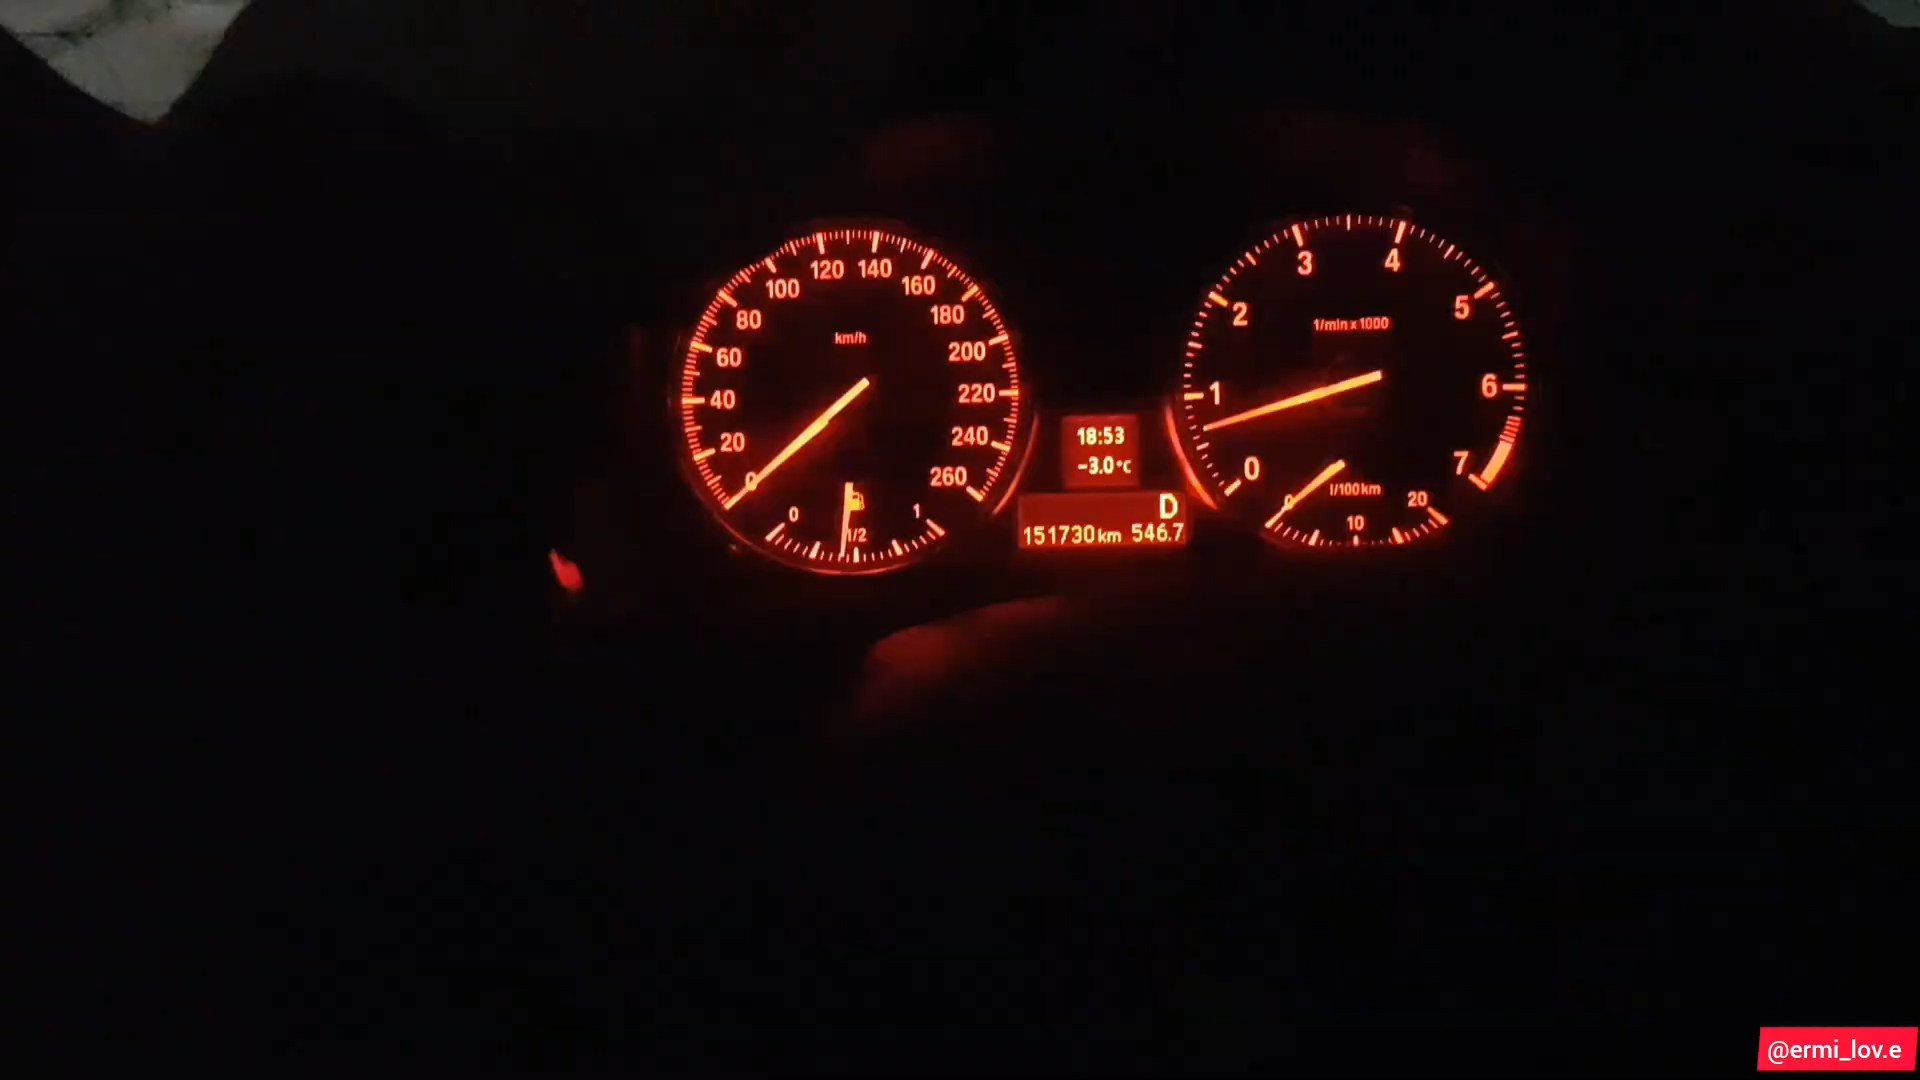 120 140
100 160
80 180
km/h
60 200
40 220
20 240
0 260
0 1
1/2
3 4
2 5
1/min x 1000
1 6
0 7
l/100km
0 20
10
18:53
-3.0°C
D
151730 km 546.7
@ermi_lov.e